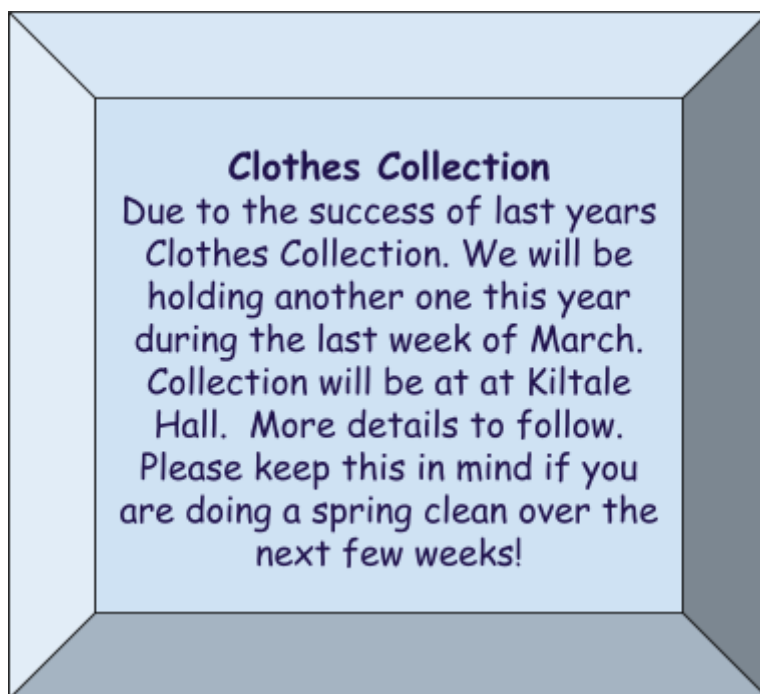 Clothes Collection
Due to the success of last years
Clothes Collection. We will be
holding another one this year
during the last week of March.
Collection will be at at Kiltale
Hall.  More details to follow.
Please keep this in mind if you
are doing a spring clean over the
next few weeks!